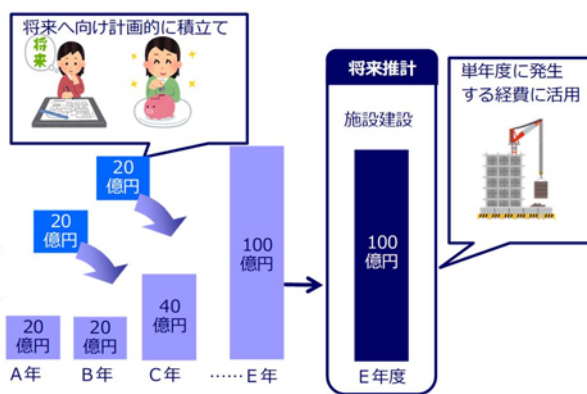 将来へ向け計画的に積立て
将来
20
億円
20
億円
20
億円
20
億円
40
億円
100
億円
A年
B年
C年
……E年
将来推計
施設建設
100
億円
E年度
単年度に発生
する経費に活用